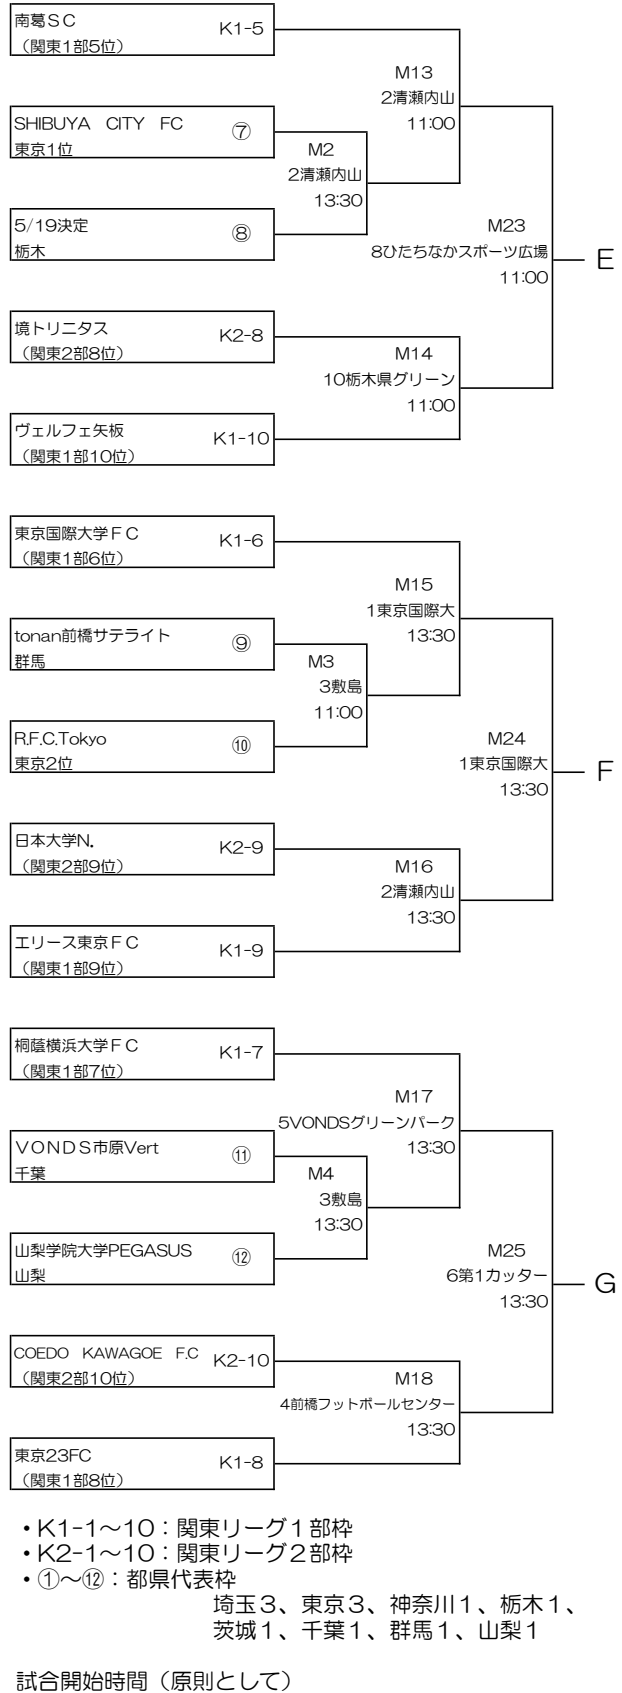 南葛ＳＣ
（関東1部5位）
K1-5
M13
2清瀬内山
11:00
SHIBUYA　CITY　FC
東京1位
⑦
M2
2清瀬内山
13:30
5/19決定
栃木
⑧
M23
8ひたちなかスポーツ広場
11:00
E
境トリニタス
（関東2部8位）
K2-8
M14
10栃木県グリーン
11:00
ヴェルフェ矢板
（関東1部10位）
K1-10
東京国際大学ＦＣ
（関東1部6位）
K1-6
M15
1東京国際大
13:30
tonan前橋サテライト
群馬
⑨
M3
3敷島
11:00
R.F.C.Tokyo
東京2位
⑩
M24
1東京国際大
13:30
F
日本大学N.
（関東2部9位）
K2-9
M16
2清瀬内山
13:30
エリース東京ＦＣ
（関東1部9位）
K1-9
桐蔭横浜大学ＦＣ
（関東1部7位）
K1-7
M17
5VONDSグリーンパーク
13:30
ＶＯＮＤＳ市原Vert
千葉
⑪
M4
3敷島
13:30
山梨学院大学PEGASUS
山梨
⑫
M25
6第1カッター
13:30
G
COEDO　KAWAGOE　F.C
（関東2部10位）
K2-10
M18
4前橋フットボールセンター
13:30
東京23FC
（関東1部8位）
K1-8
・K1-1～10：関東リーグ１部枠
・K2-1～10：関東リーグ２部枠
・①～⑫：都県代表枠
埼玉３、東京３、神奈川１、栃木１、
茨城１、千葉１、群馬１、山梨１
試合開始時間（原則として）